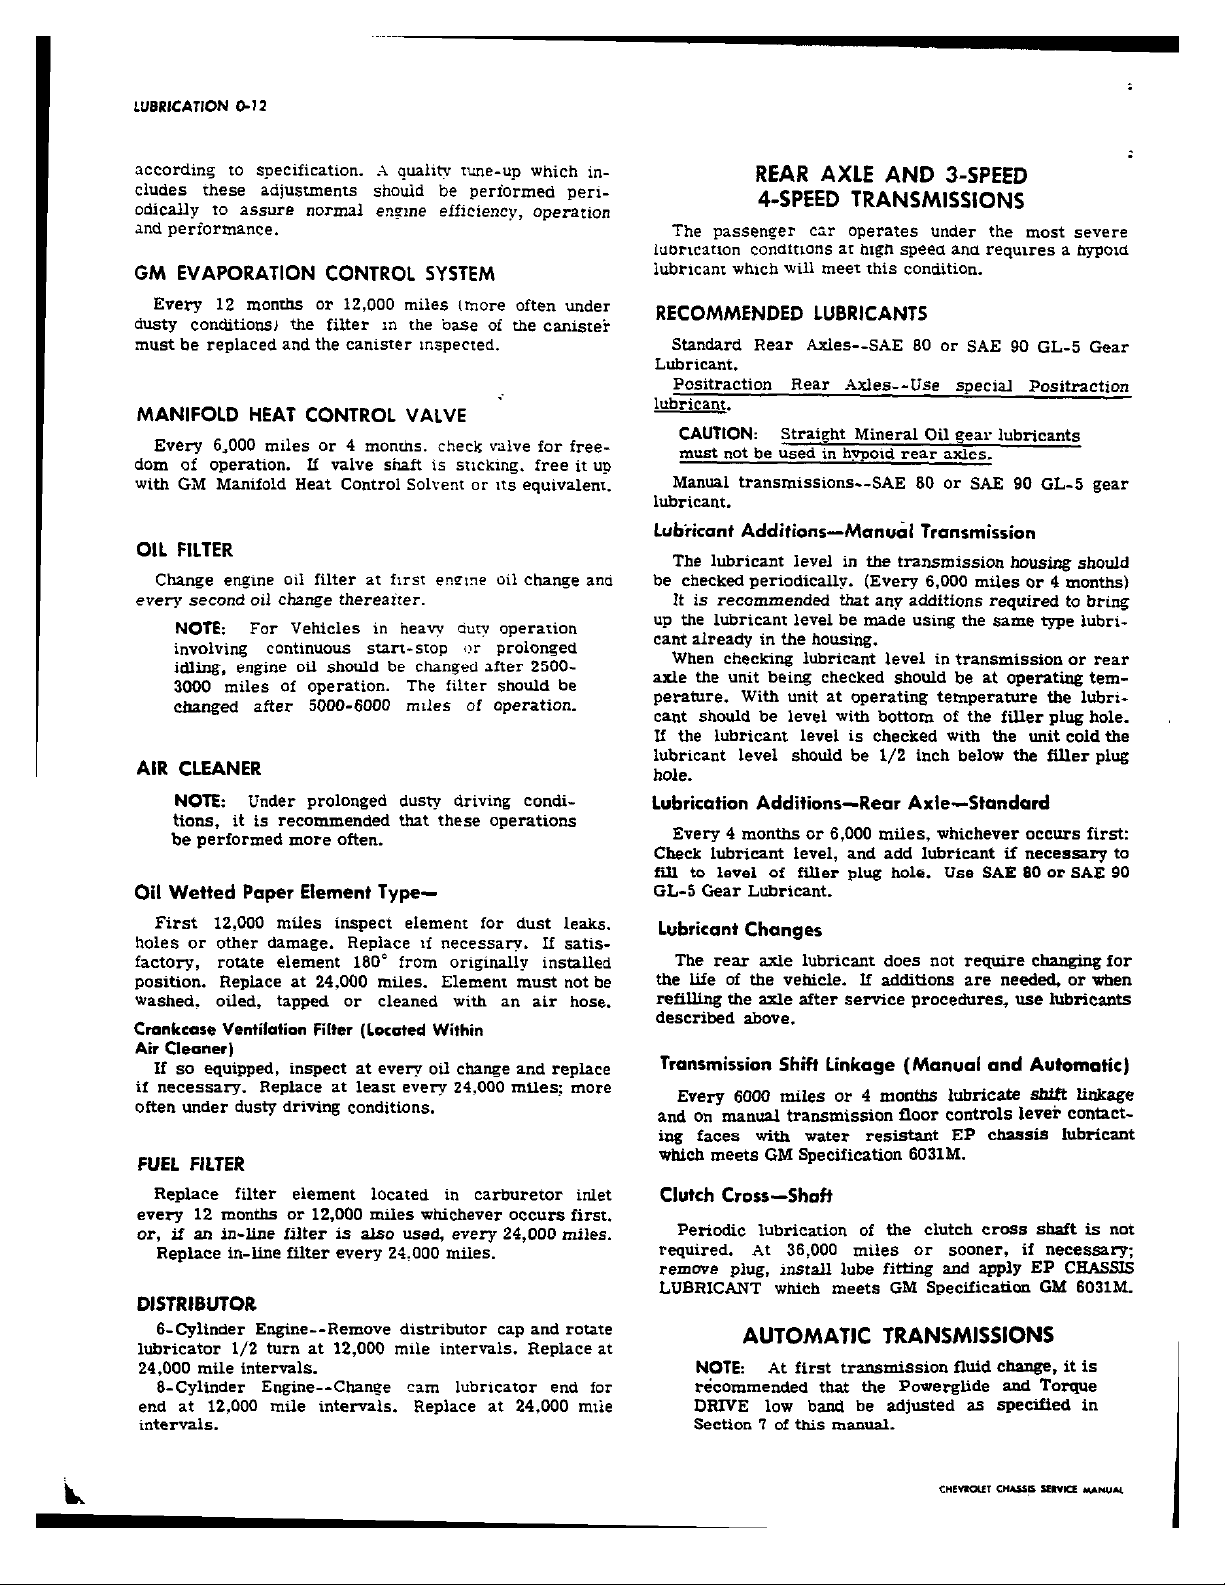 LUBRICATION 0-12
according to specification. A quality tune-up which in-
cludes these adjustments should be performed peri-
odically to assure normal engine efficiency, operation
and performance.
GM EVAPORATION CONTROL SYSTEM
Every 12 months or 12,000 miles (more often under
dusty conditions) the filter in the base of the canister
must be replaced and the canister inspected.
MANIFOLD HEAT CONTROL VALVE
Every 6,000 miles or 4 months. check valve for free-
dom of operation. If valve shaft is sticking. free it up
with GM Manifold Heat Control Solvent or its equivalent.
OIL FILTER
Change engine oil filter at first engine oil change and
every second oil change thereafter.
NOTE: For Vehicles in heavy duty operation
involving continuous start-stop or prolonged
idling, engine oil should be changed after 2500-
3000 miles of operation. The filter should be
changed after 5000-6000 miles of operation.
AIR CLEANER
NOTE: Under prolonged dusty driving condi-
tions, it is recommended that these operations
be performed more often.
Oil Wetted Paper Element Type—
First 12,000 miles inspect element for dust leaks.
holes or other damage. Replace if necessary. If satis-
factory, rotate element 180° from originally installed
position. Replace at 24,000 miles. Element must not be
washed, oiled, tapped or cleaned with an air hose.
Crankcase Ventilation Filter (Located Within
Air Cleaner)
If so equipped, inspect at every oil change and replace
if necessary. Replace at least every 24,000 miles; more
often under dusty driving conditions.
FUEL FILTER
Replace filter element located in carburetor inlet
every 12 months or 12,000 miles whichever occurs first.
or, if an in-line filter is also used, every 24,000 miles.
Replace in-line filter every 24,000 miles.
DISTRIBUTOR
6-Cylinder Engine--Remove distributor cap and rotate
lubricator 1/2 turn at 12,000 mile intervals. Replace at
24,000 mile intervals.
8-Cylinder Engine--Change cam lubricator end for
end at 12,000 mile intervals. Replace at 24,000 mile
intervals.
REAR AXLE AND 3-SPEED
4-SPEED TRANSMISSIONS
The passenger car operates under the most severe
lubrication conditions at high speed and requires a hypoid
lubricant which will meet this condition.
RECOMMENDED LUBRICANTS
Standard Rear Axles--SAE 80 or SAE 90 GL-5 Gear
Lubricant.
Positraction Rear Axles--Use special Positraction
lubricant.
CAUTION: Straight Mineral Oil gear lubricants
must not be used in hypoid rear axles.
Manual transmissions--SAE 80 or SAE 90 GL-5 gear
lubricant.
Lubricant Additions—Manual Transmission
The lubricant level in the transmission housing should
be checked periodically. (Every 6,000 miles or 4 months)
It is recommended that any additions required to bring
up the lubricant level be made using the same type lubri-
cant already in the housing.
When checking lubricant level in transmission or rear
axle the unit being checked should be at operating tem-
perature. With unit at operating temperature the lubri-
cant should be level with bottom of the filler plug hole.
If the lubricant level is checked with the unit cold the
lubricant level should be 1/2 inch below the filler plug
hole.
Lubrication Additions—Rear Axle—Standard
Every 4 months or 6,000 miles, whichever occurs first:
Check lubricant level, and add lubricant if necessary to
fill to level of filler plug hole. Use SAE 80 or SAE 90
GL-5 Gear Lubricant.
Lubricant Changes
The rear axle lubricant does not require changing for
the life of the vehicle. If additions are needed, or when
refilling the axle after service procedures, use lubricants
described above.
Transmission Shift Linkage (Manual and Automatic)
Every 6000 miles or 4 months lubricate shift linkage
and on manual transmission floor controls lever contact-
ing faces with water resistant EP chassis lubricant
which meets GM Specification 6031M.
Clutch Cross—Shaft
Periodic lubrication of the clutch cross shaft is not
required. At 36,000 miles or sooner, if necessary;
remove plug, install lube fitting and apply EP CHASSIS
LUBRICANT which meets GM Specification GM 6031M.
AUTOMATIC TRANSMISSIONS
NOTE: At first transmission fluid change, it is
recommended that the Powerglide and Torque
DRIVE low band be adjusted as specified in
Section 7 of this manual.
CHEVROLET CHASSIS SERVICE MANUAL